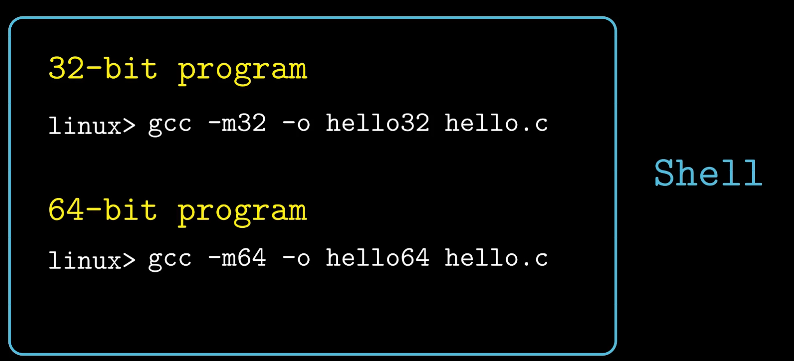 32-bit program
linux> gcc -m32 -o hello32 hello.c
Shell
64-bit program
linux> gcc -m64 -o hello64 hello.c